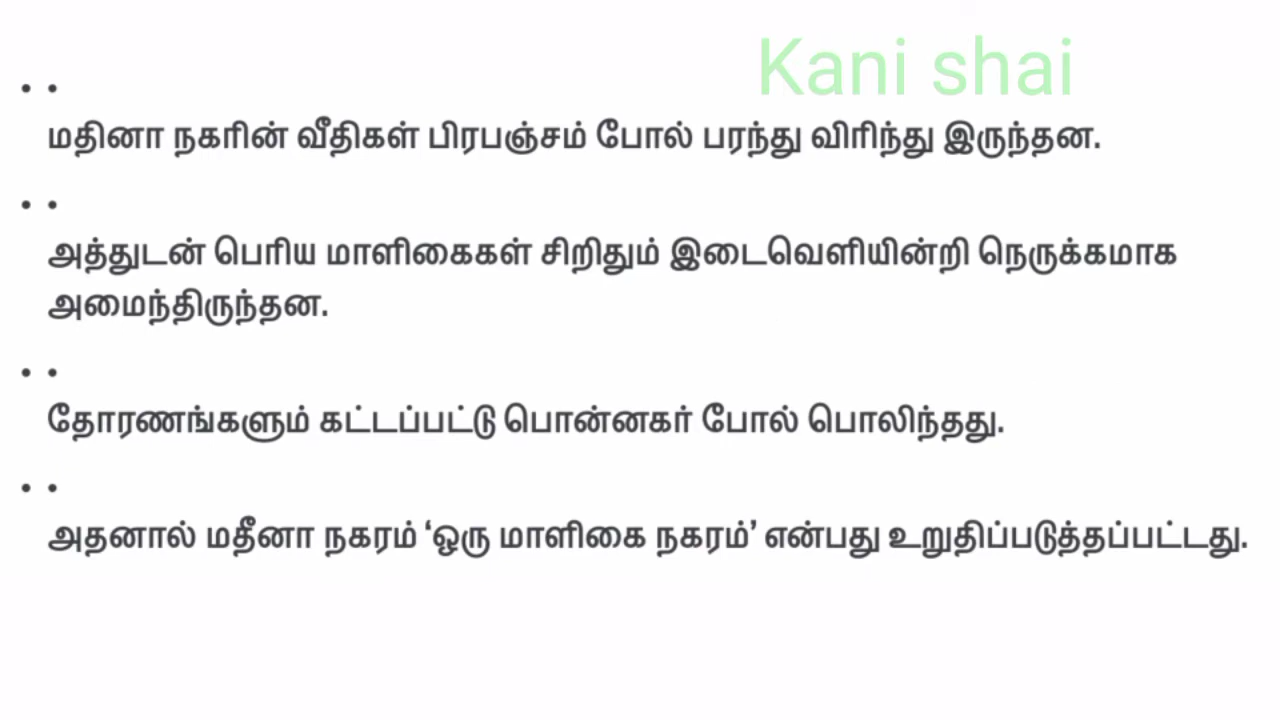 Kani shai
• •
மதினா நகரின் வீதிகள் பிரபஞ்சம் போல் பரந்து விரிந்து இருந்தன.
• •
அத்துடன் பெரிய மாளிகைகள் சிறிதும் இடைவெளியின்றி நெருக்கமாக
அமைந்திருந்தன.
• •
தோரணங்களும் கட்டப்பட்டு பொன்னகர் போல் பொலிந்தது.
• •
அதனால் மதீனா நகரம் ‘ஒரு மாளிகை நகரம்’ என்பது உறுதிப்படுத்தப்பட்டது.